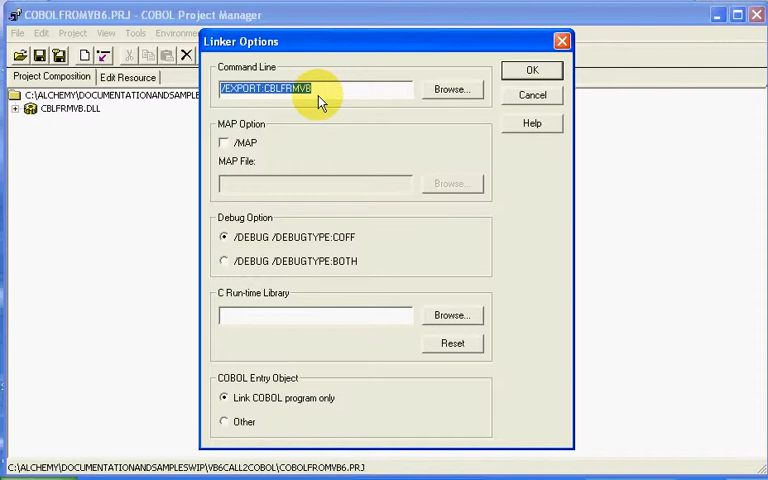 COBOLFROMVB6.PRJ - COBOL Project Manager
File Edit Project View Tools
Project Composition Edit Resource
C:\ALCHEMY\DOCUMENTATIONANDSAMPLES
CBLFRMVB.DLL
Linker Options
Command Line
/EXPORT:CBLFRMVB
Browse...
OK
Cancel
Help
MAP Option
/MAP
MAP File:
Browse...
Debug Option
/DEBUG /DEBUGTYPE:COFF
/DEBUG /DEBUGTYPE:BOTH
C Run-time Library
Browse...
Reset
COBOL Entry Object
Link COBOL program only
Other
C:\ALCHEMY\DOCUMENTATIONANDSAMPLESWIP\VB6CALL2COBOL\COBOLFROMVB6.PRJ